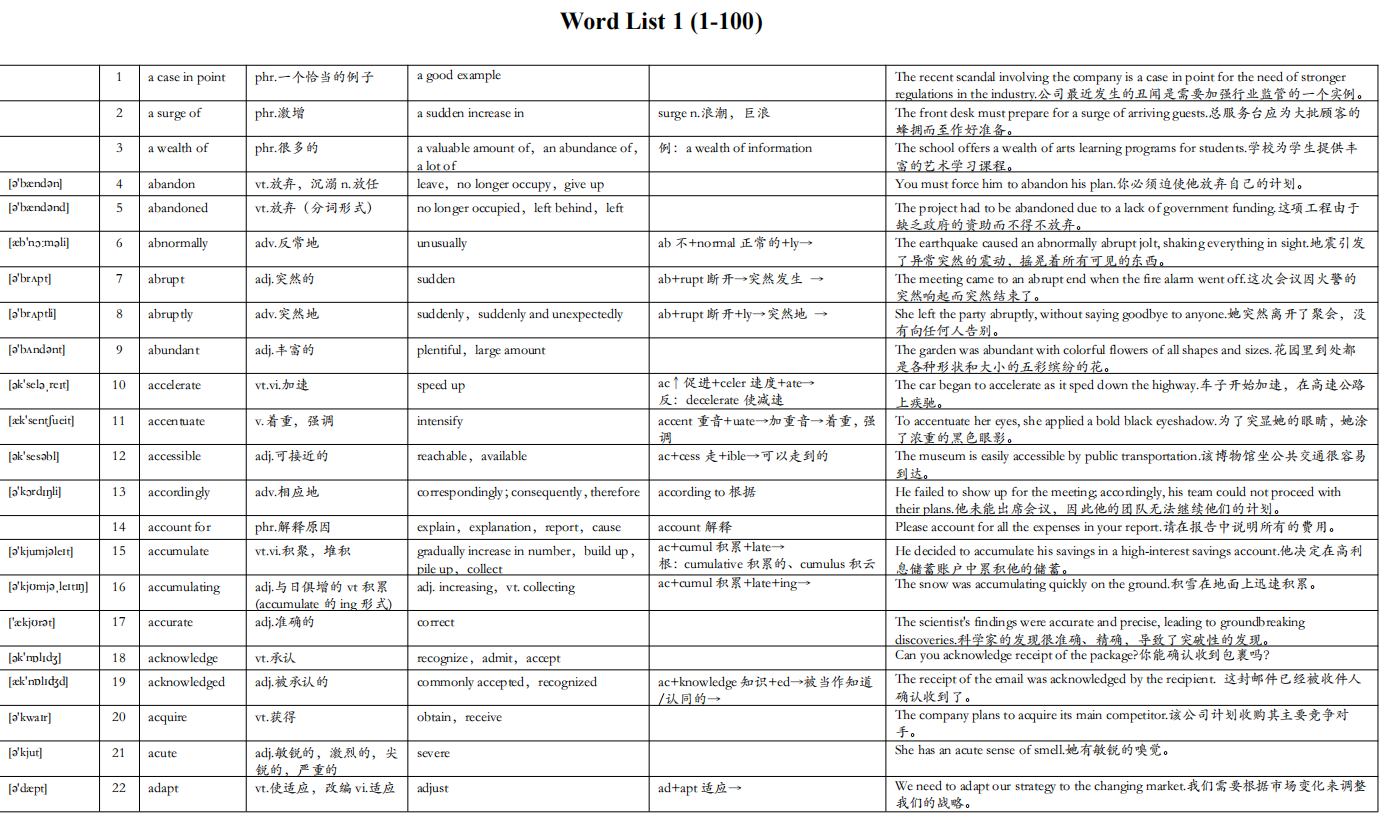 Word List 1 (1-100)
1 a case in point phr.一个恰当的例子 a good example The recent scandal involving the company is a case in point for the need of stronger
regulations in the industry.公司最近发生的丑闻是需要加强行业监管的一个实例。
2 a surge of phr.激增 a sudden increase in surge n.浪潮，巨浪 The front desk must prepare for a surge of arriving guests.总服务台应为大批顾客的
蜂拥而至作好准备。
3 a wealth of phr.很多的 a valuable amount of，an abundance of， 例：a wealth of information The school offers a wealth of arts learning programs for students.学校为学生提供丰
a lot of 富的艺术学习课程。
[ə'bændən] 4 abandon vt.放弃，沉溺 n.放任 leave，no longer occupy，give up You must force him to abandon his plan.你必须迫使他放弃自己的计划。
[ə'bændənd] 5 abandoned vt.放弃（分词形式） no longer occupied，left behind，left The project had to be abandoned due to a lack of government funding.这项工程由于
缺乏政府的资助而不得不放弃。
[æb'nɔːməli] 6 abnormally adv.反常地 unusually ab 不+normal 正常的+ly→ The earthquake caused an abnormally abrupt jolt, shaking everything in sight.地震引发
了异常突然的震动，摇晃着所有可见的东西。
[ə'brʌpt] 7 abrupt adj.突然的 sudden ab+rupt 断开→突然发生 → The meeting came to an abrupt end when the fire alarm went off.这次会议因火警的
突然响起而突然结束了。
[ə'brʌptli] 8 abruptly adv.突然地 suddenly，suddenly and unexpectedly ab+rupt 断开+ly→突然地 → She left the party abruptly, without saying goodbye to anyone.她突然离开了聚会，没
有向任何人告别。
[ə'bʌndənt] 9 abundant adj.丰富的 plentiful，large amount The garden was abundant with colorful flowers of all shapes and sizes.花园里到处都
是各种形状和大小的五彩缤纷的花。
[ək'seləˌreɪt] 10 accelerate vt.vi.加速 speed up ac↑促进+celer 速度+ate→ The car began to accelerate as it sped down the highway.车子开始加速，在高速公路
反：decelerate 使减速 上疾驰。
[æk'sentʃueit] 11 accentuate v.着重，强调 intensify accent 重音+uate→加重音→着重，强 To accentuate her eyes, she applied a bold black eyeshadow.为了突显她的眼睛，她涂
调 了浓重的黑色眼影。
[ək'sesəbl] 12 accessible adj.可接近的 reachable，available ac+cess 走+ible→可以走到的 The museum is easily accessible by public transportation.该博物馆坐公共交通很容易
到达。
[ə'kɔrdɪŋli] 13 accordingly adv.相应地 correspondingly；consequently，therefore according to 根据 He failed to show up for the meeting; accordingly, his team could not proceed with
their plans.他未能出席会议，因此他的团队无法继续他们的计划。
14 account for phr.解释原因 explain，explanation，report，cause account 解释 Please account for all the expenses in your report.请在报告中说明所有的费用。
[ə'kjumjəleɪt] 15 accumulate vt.vi.积聚，堆积 gradually increase in number，build up， ac+cumul 积累+late→ He decided to accumulate his savings in a high-interest savings account.他决定在高利
pile up，collect 根：cumulative 积累的、cumulus 积云 息储蓄账户中累积他的储蓄。
[ə'kjʊmjəˌleɪtɪŋ] 16 accumulating adj.与日俱增的 vt 积累 adj. increasing，vt. collecting ac+cumul 积累+late+ing→ The snow was accumulating quickly on the ground.积雪在地面上迅速积累。
(accumulate 的 ing 形式)
['ækjʊrət] 17 accurate adj.准确的 correct The scientist's findings were accurate and precise, leading to groundbreaking
discoveries.科学家的发现很准确、精确，导致了突破性的发现。
[ək'nɒlɪdʒ] 18 acknowledge vt.承认 recognize，admit，accept Can you acknowledge receipt of the package?你能确认收到包裹吗?
[æk'nɒlɪdʒd] 19 acknowledged adj.被承认的 commonly accepted，recognized ac+knowledge 知识+ed→被当作知道 The receipt of the email was acknowledged by the recipient. 这封邮件已经被收件人
/认同的→ 确认收到了。
[ə'kwaɪr] 20 acquire vt.获得 obtain，receive The company plans to acquire its main competitor.该公司计划收购其主要竞争对
手。
[ə'kjut] 21 acute adj.敏锐的，激烈的，尖 severe She has an acute sense of smell.她有敏锐的嗅觉。
锐的，严重的
[ə'dæpt] 22 adapt vt.使适应，改编 vi.适应 adjust ad+apt 适应→ We need to adapt our strategy to the changing market.我们需要根据市场变化来调整
我们的战略。